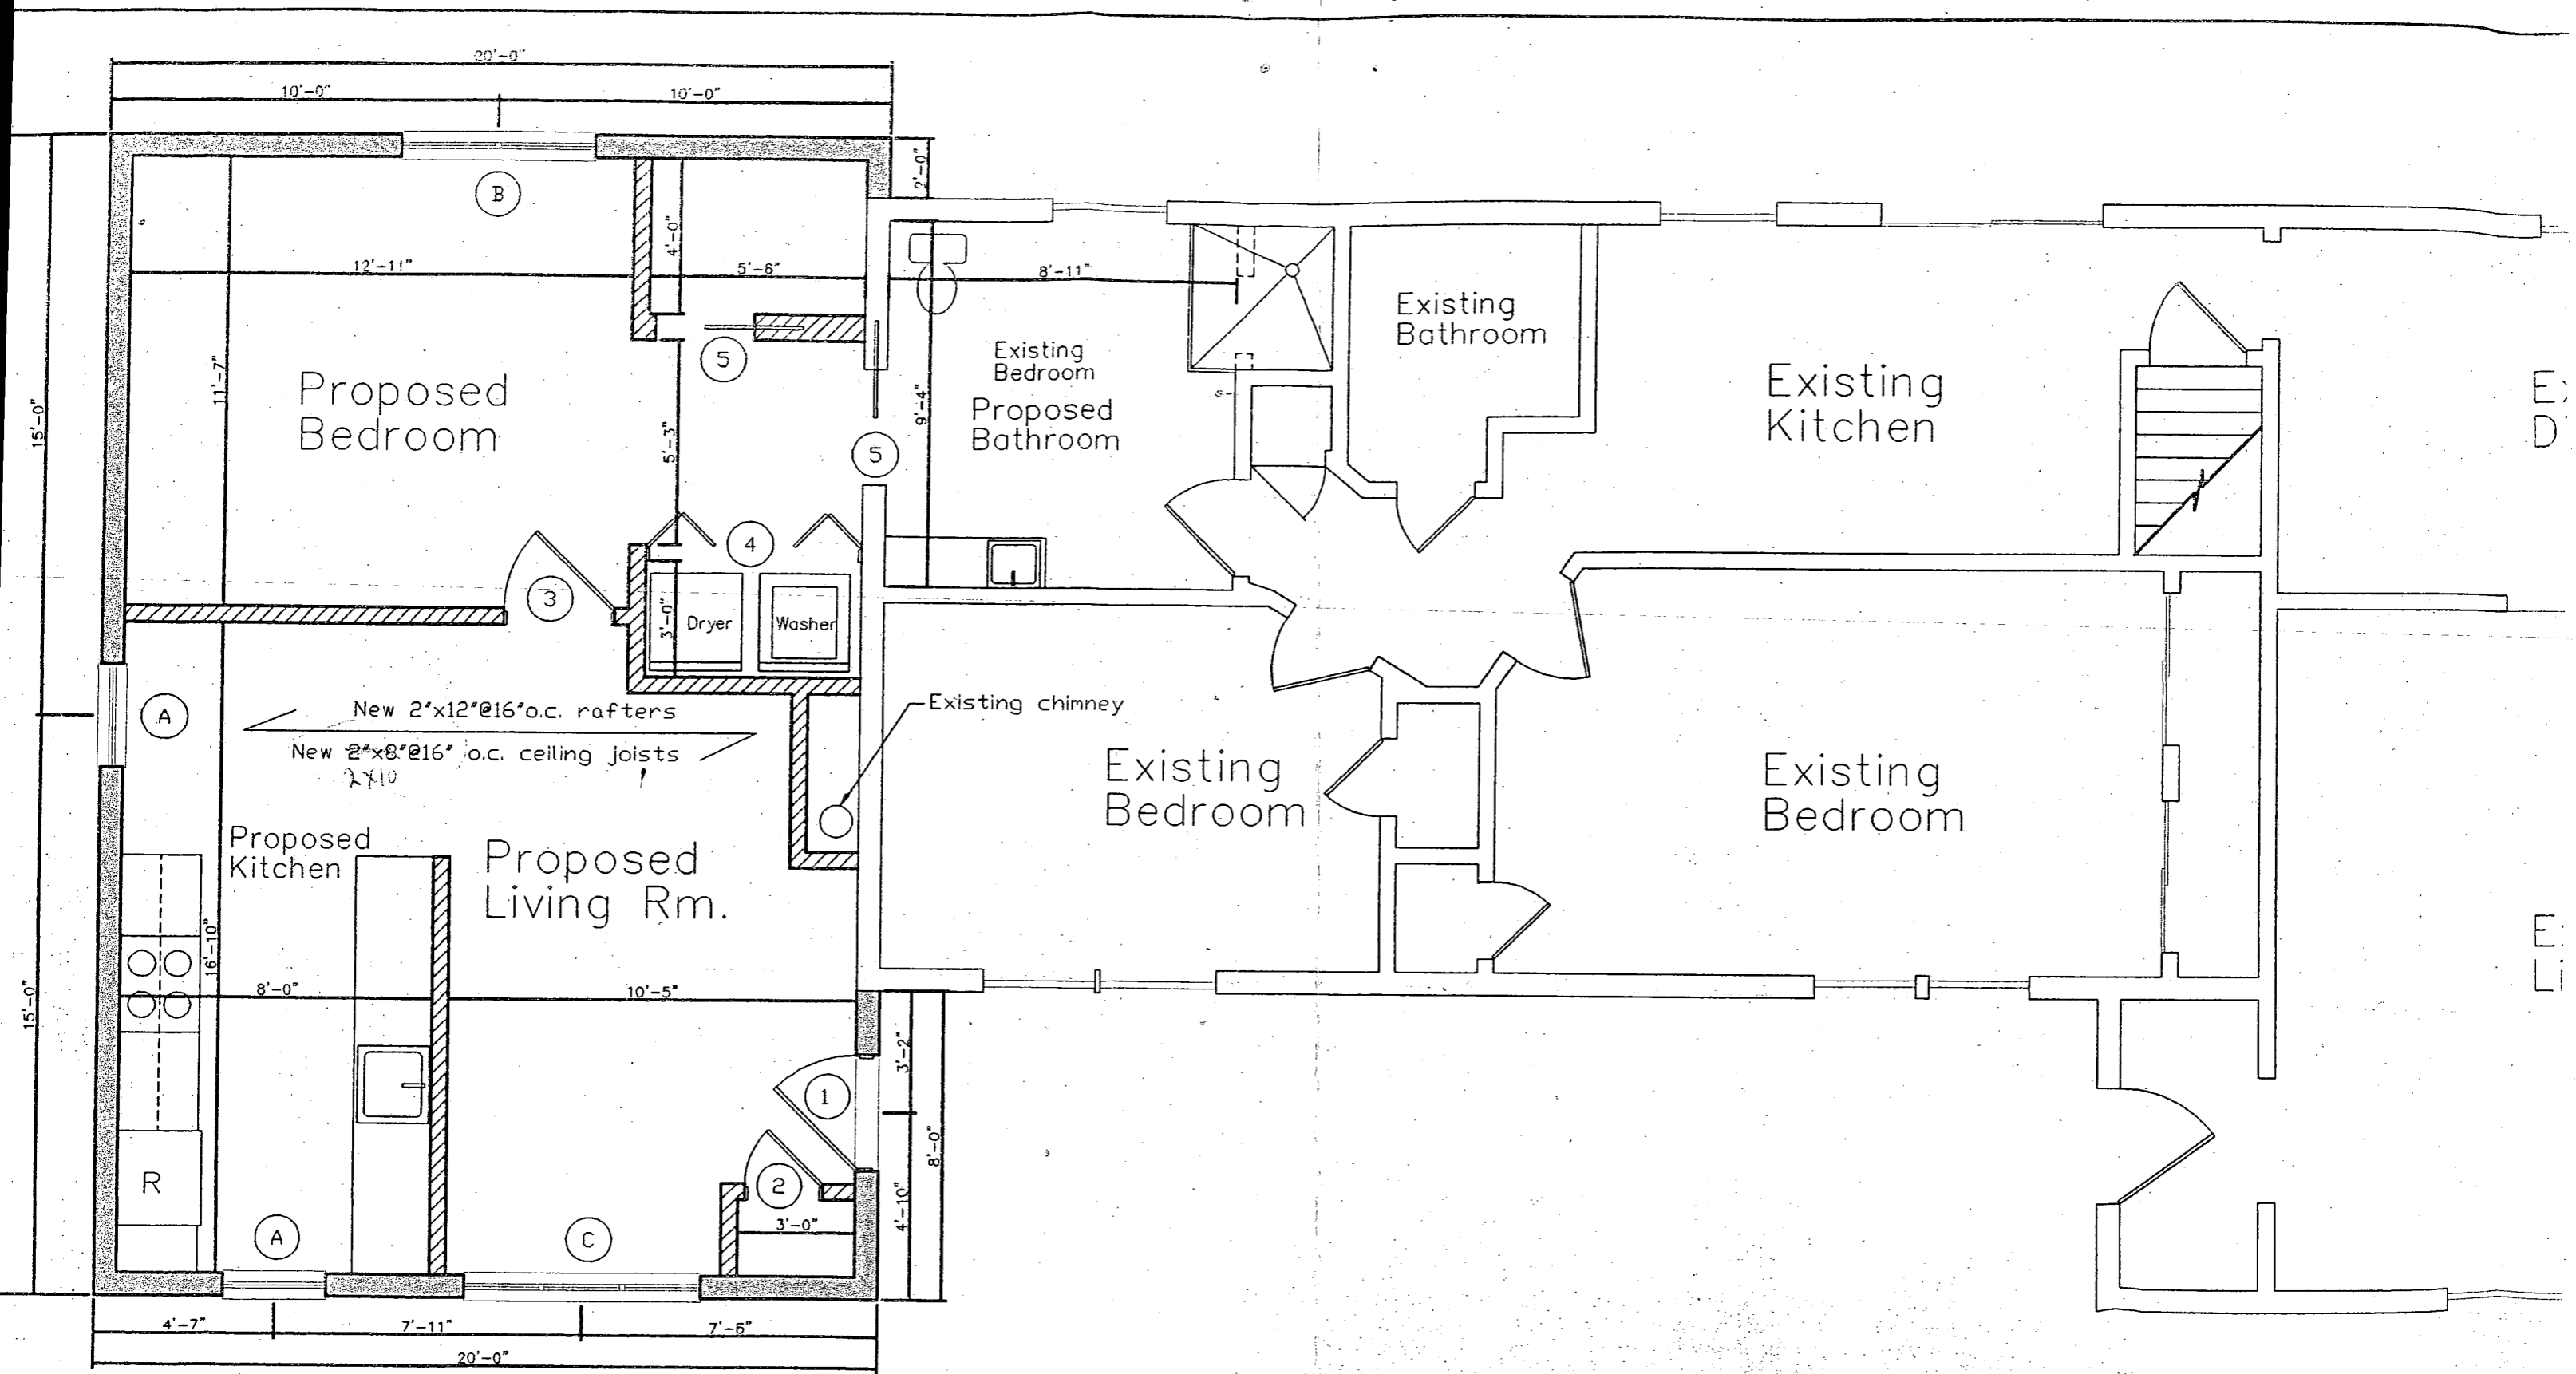 20'-0"
10'-0"
10'-0"
2'-0"
B
4'-0"
12'-11"
5'-6"
8'-11"
Existing
Bathroom
5
Existing
Bedroom
Proposed
Bathroom
Existing
Kitchen
11'-7"
Proposed
Bedroom
15'-0"
9'-4"
5'-3"
5
4
3
3'-0"
Dryer
Washer
A
New 2"x12"@16"o.c. rafters
New 2"x8"@16" o.c. ceiling joists
2x10
Existing chimney
Existing
Bedroom
Existing
Bedroom
Proposed
Kitchen
Proposed
Living Rm.
16'-10"
8'-0"
10'-5"
15'-0"
3'-2"
1
8'-0"
R
2
4'-10"
3'-0"
A
C
4'-7"
7'-11"
7'-6"
20'-0"